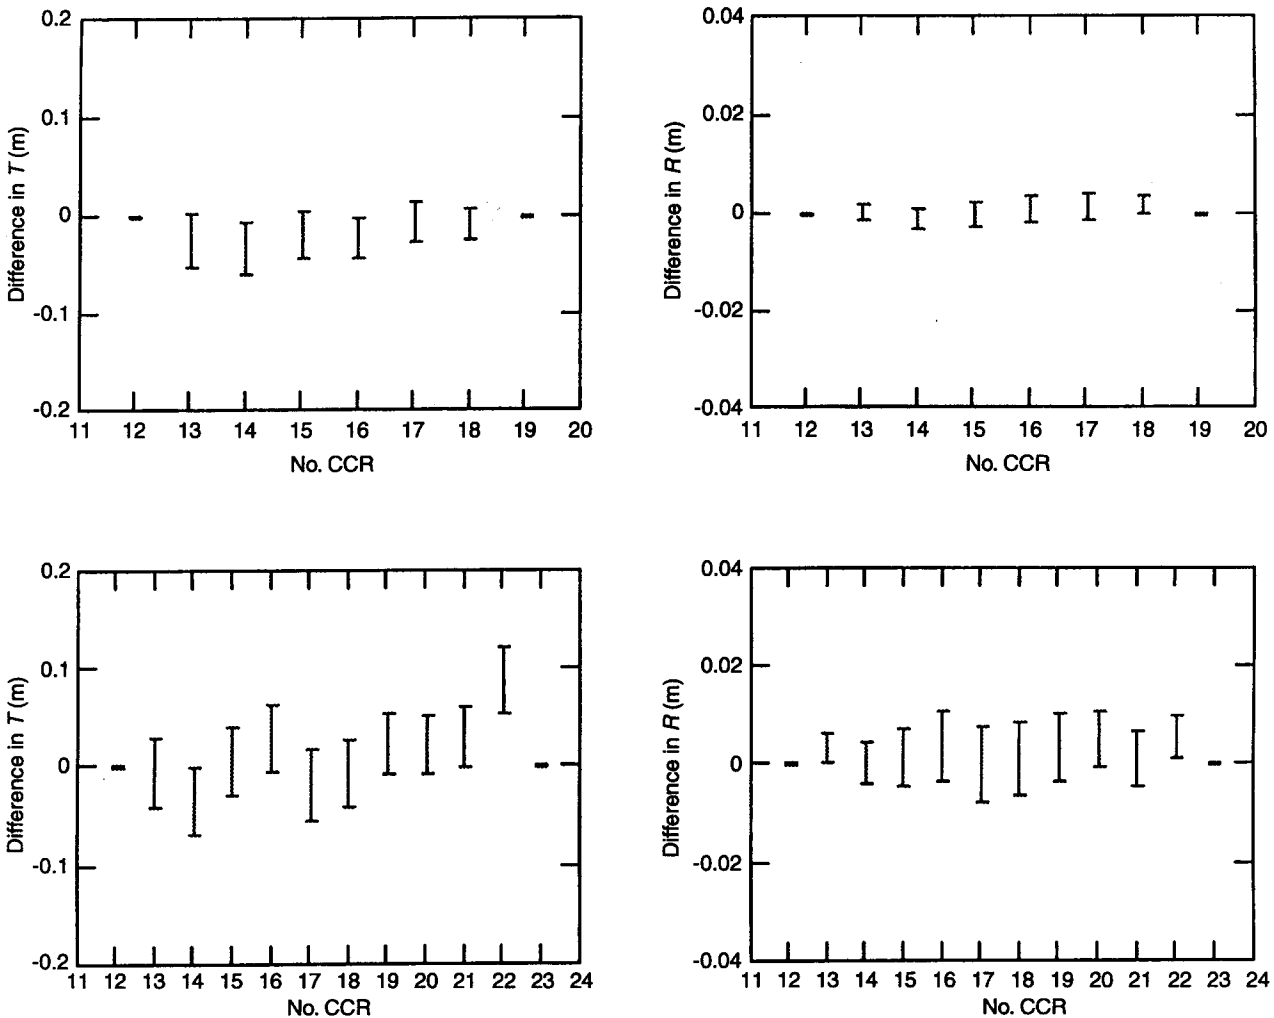 0.2
0.1
0
-0.1
-0.2
Difference in T (m)
11 12 13 14 15 16 17 18 19 20
No. CCR
0.04
0.02
0
-0.02
-0.04
Difference in R (m)
11 12 13 14 15 16 17 18 19 20
No. CCR
0.2
0.1
0
-0.1
-0.2
Difference in T (m)
11 12 13 14 15 16 17 18 19 20 21 22 23 24
No. CCR
0.04
0.02
0
-0.02
-0.04
Difference in R (m)
11 12 13 14 15 16 17 18 19 20 21 22 23 24
No. CCR